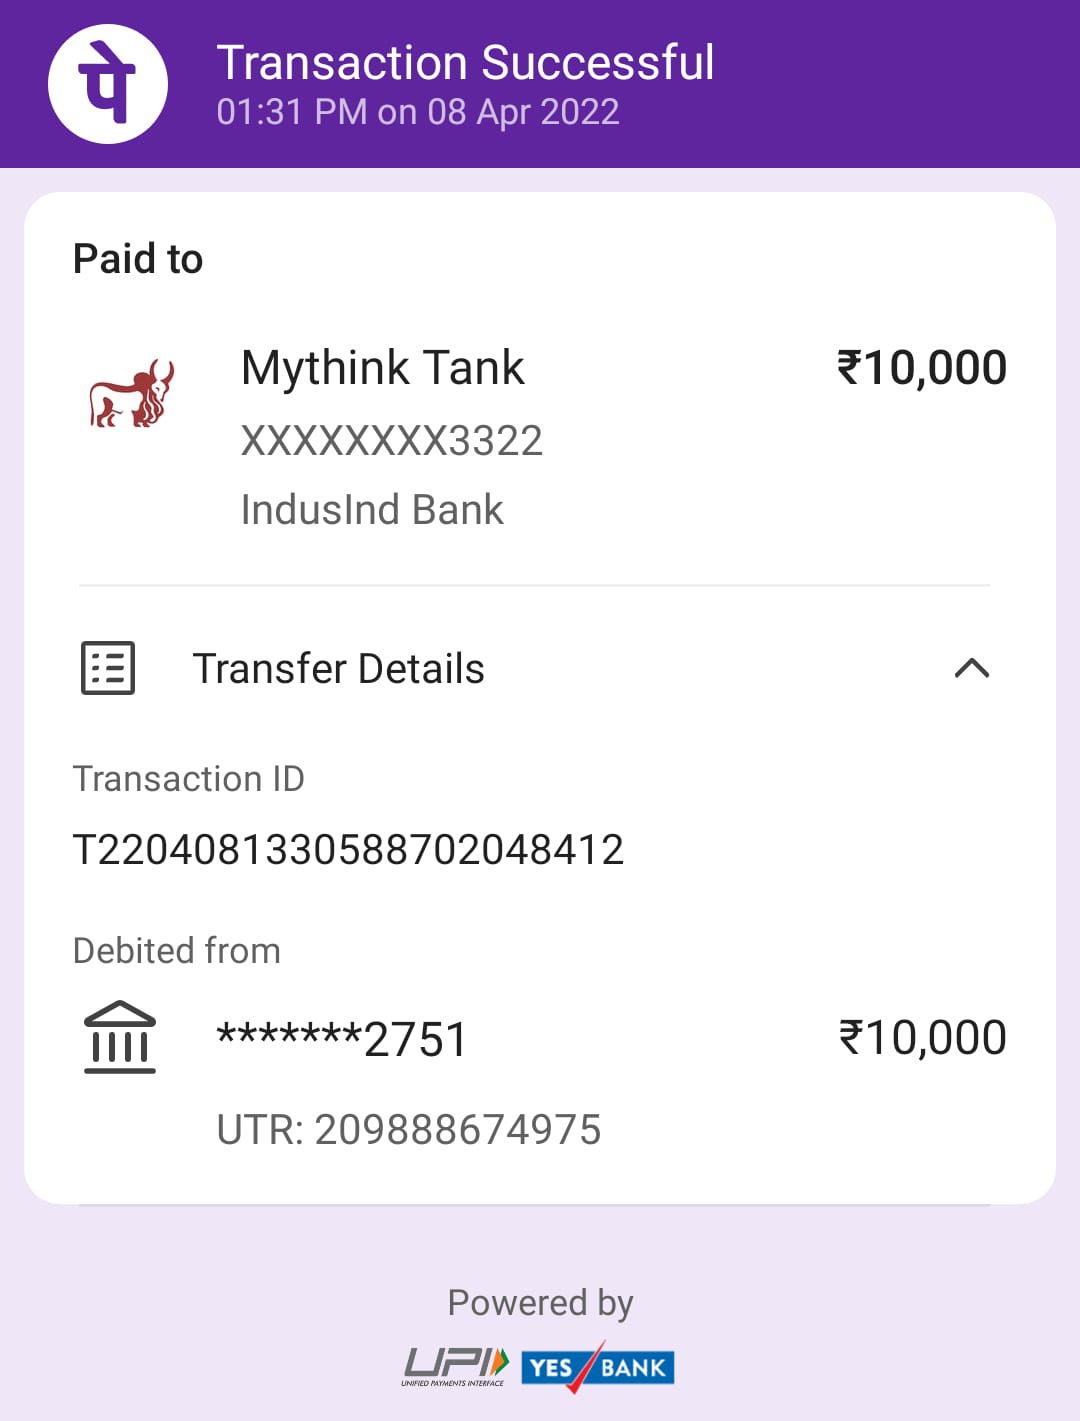 पे
Transaction Successful
01:31 PM on 08 Apr 2022
Paid to
Mythink Tank
₹10,000
XXXXXXXX3322
IndusInd Bank
Transfer Details
Transaction ID
T2204081330588702048412
Debited from
*******2751
₹10,000
UTR: 209888674975
Powered by
UPI
UNIFIED PAYMENTS INTERFACE
YES BANK